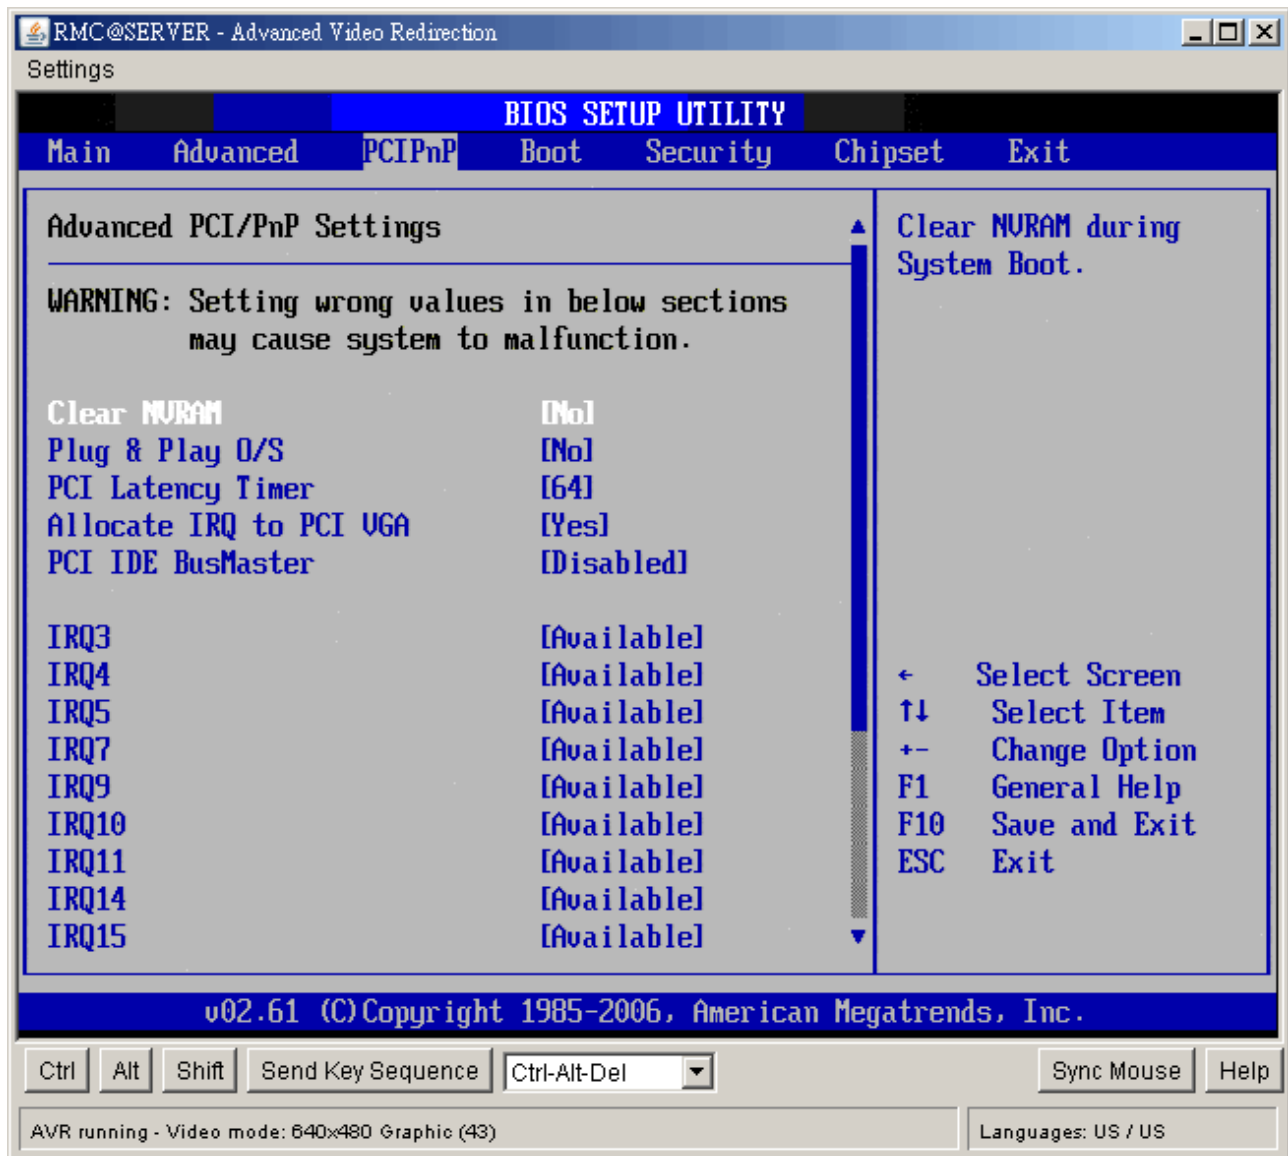 RMC@SERVER - Advanced Video Redirection
Settings
BIOS SETUP UTILITY
Main Advanced PCIPnP Boot Security Chipset Exit
Advanced PCI/PnP Settings
WARNING: Setting wrong values in below sections
may cause system to malfunction.
Clear NVRAM [No]
Plug & Play O/S [No]
PCI Latency Timer [64]
Allocate IRQ to PCI VGA [Yes]
PCI IDE BusMaster [Disabled]
IRQ3 [Available]
IRQ4 [Available]
IRQ5 [Available]
IRQ7 [Available]
IRQ9 [Available]
IRQ10 [Available]
IRQ11 [Available]
IRQ14 [Available]
IRQ15 [Available]
Clear NVRAM during
System Boot.
← Select Screen
↑↓ Select Item
+- Change Option
F1 General Help
F10 Save and Exit
ESC Exit
v02.61 (C)Copyright 1985-2006, American Megatrends, Inc.
Ctrl Alt Shift Send Key Sequence Ctrl-Alt-Del Sync Mouse Help
AVR running - Video mode: 640x480 Graphic (43) Languages: US / US